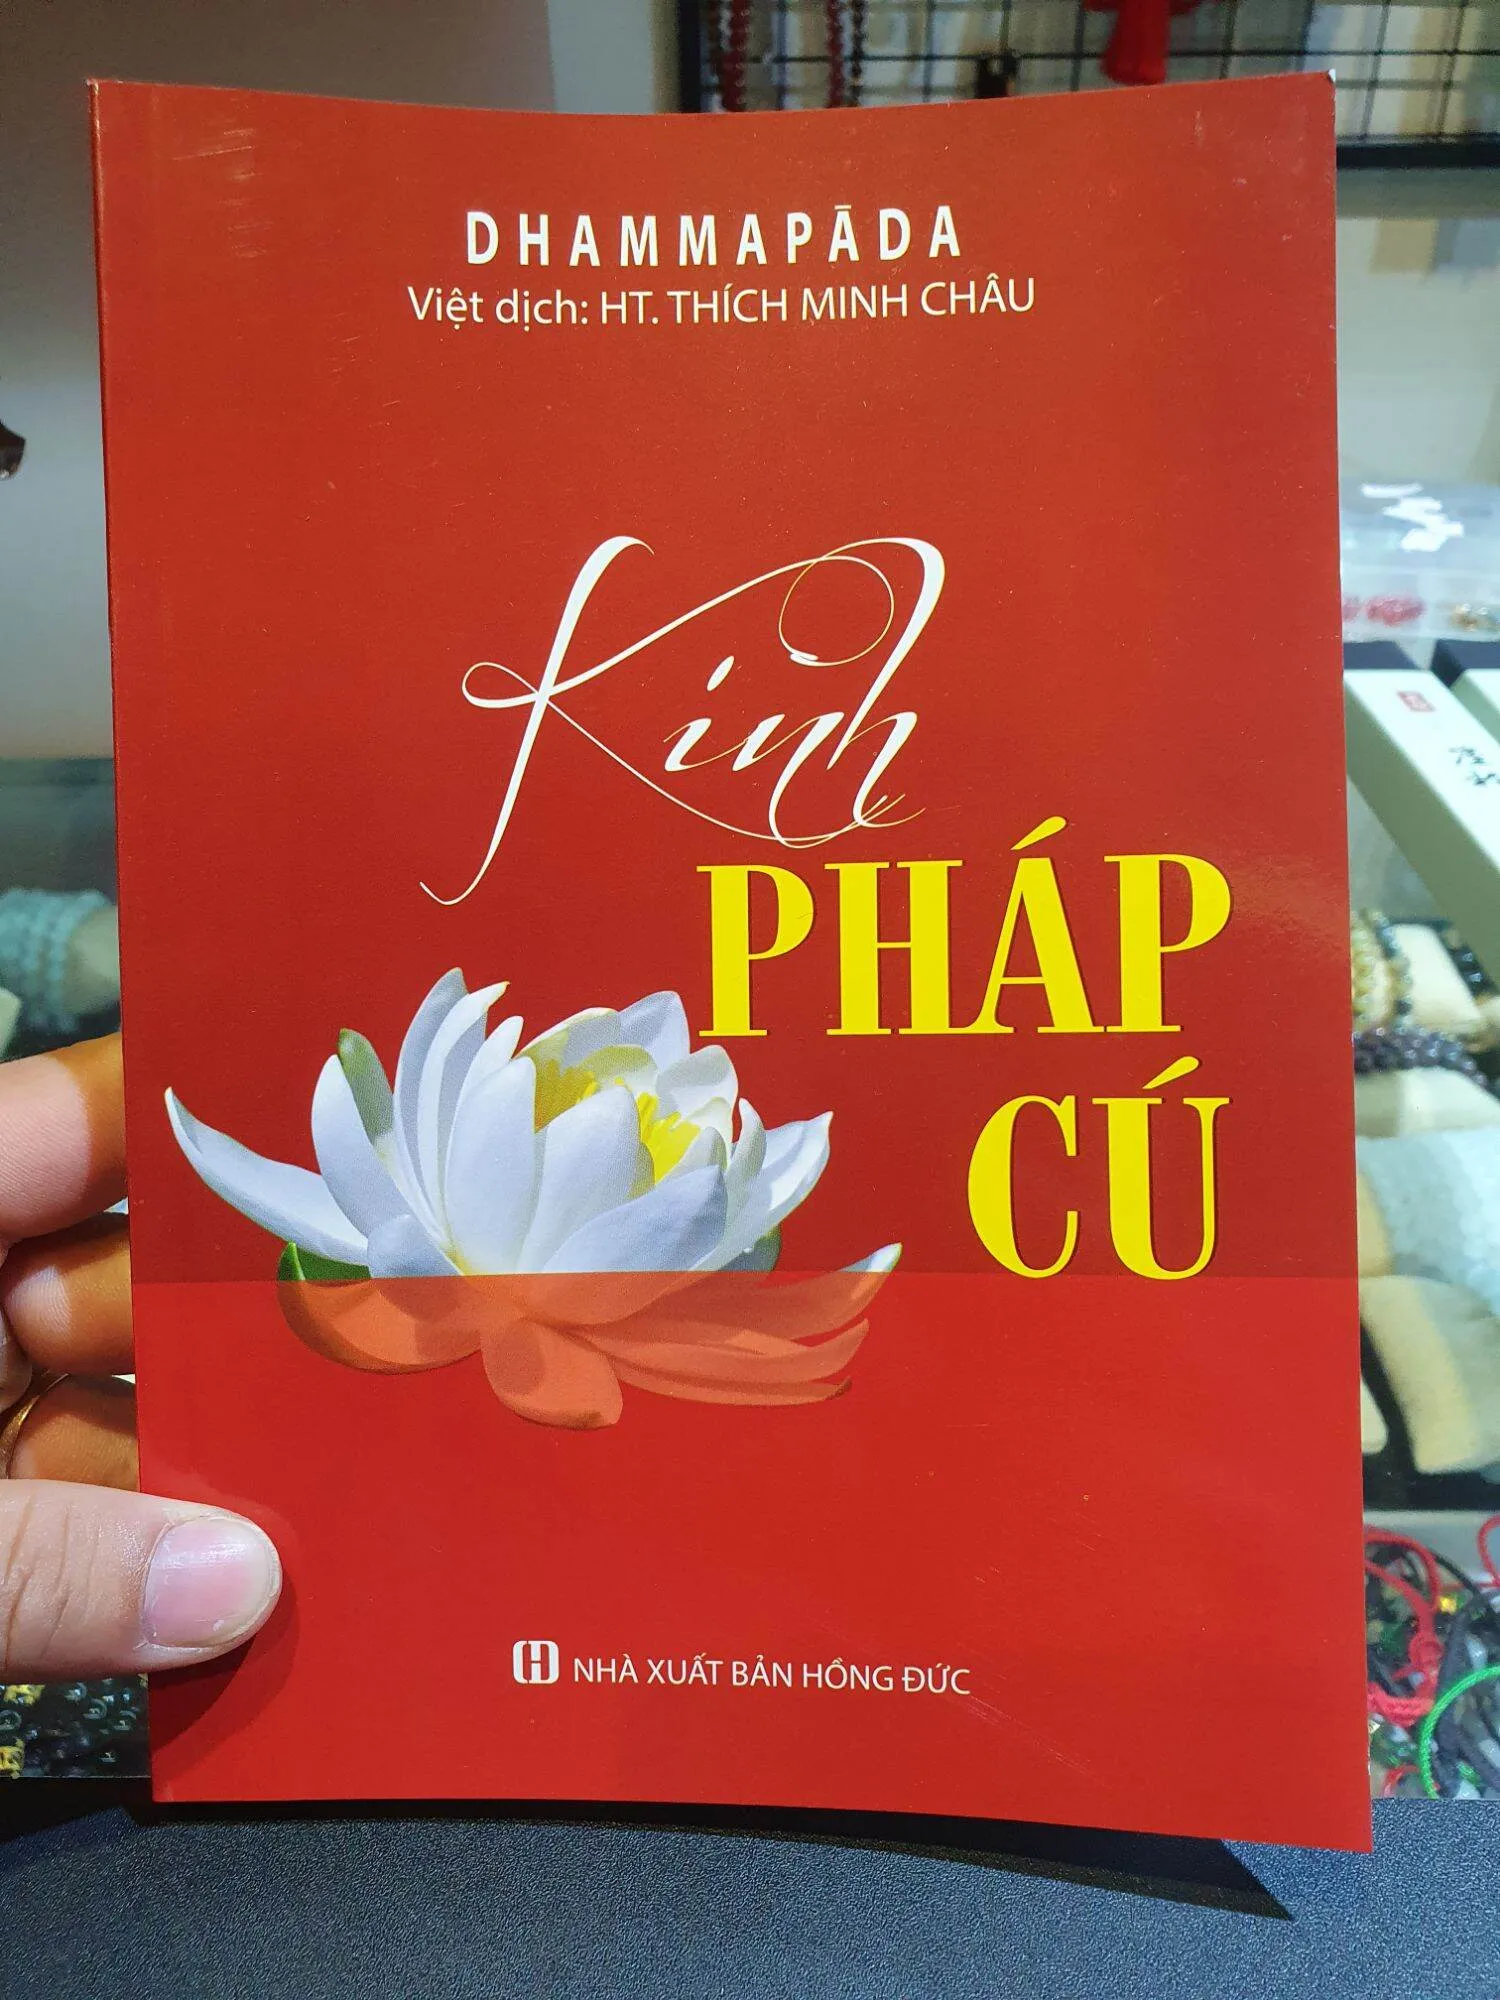 DHAMMAPĀDA
Việt dịch: HT. THÍCH MINH CHÂU
Kinh
PHÁP
CÚ
NHÀ XUẤT BẢN HỒNG ĐỨC